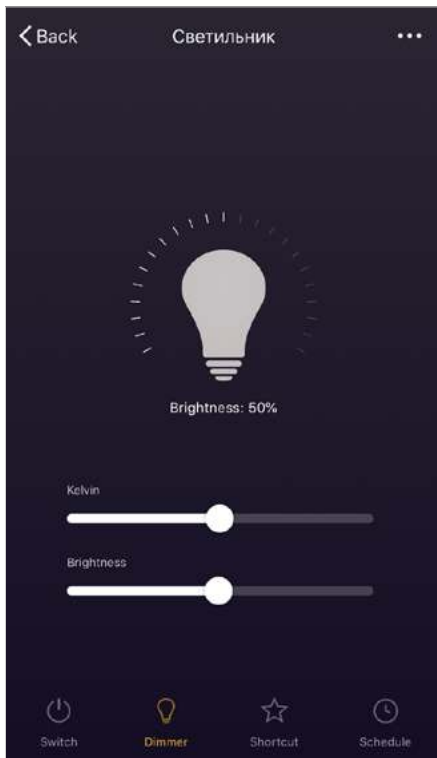 Back Светильник
Brightness: 50%
Kelvin
Brightness
Switch Dimmer Shortcut Schedule